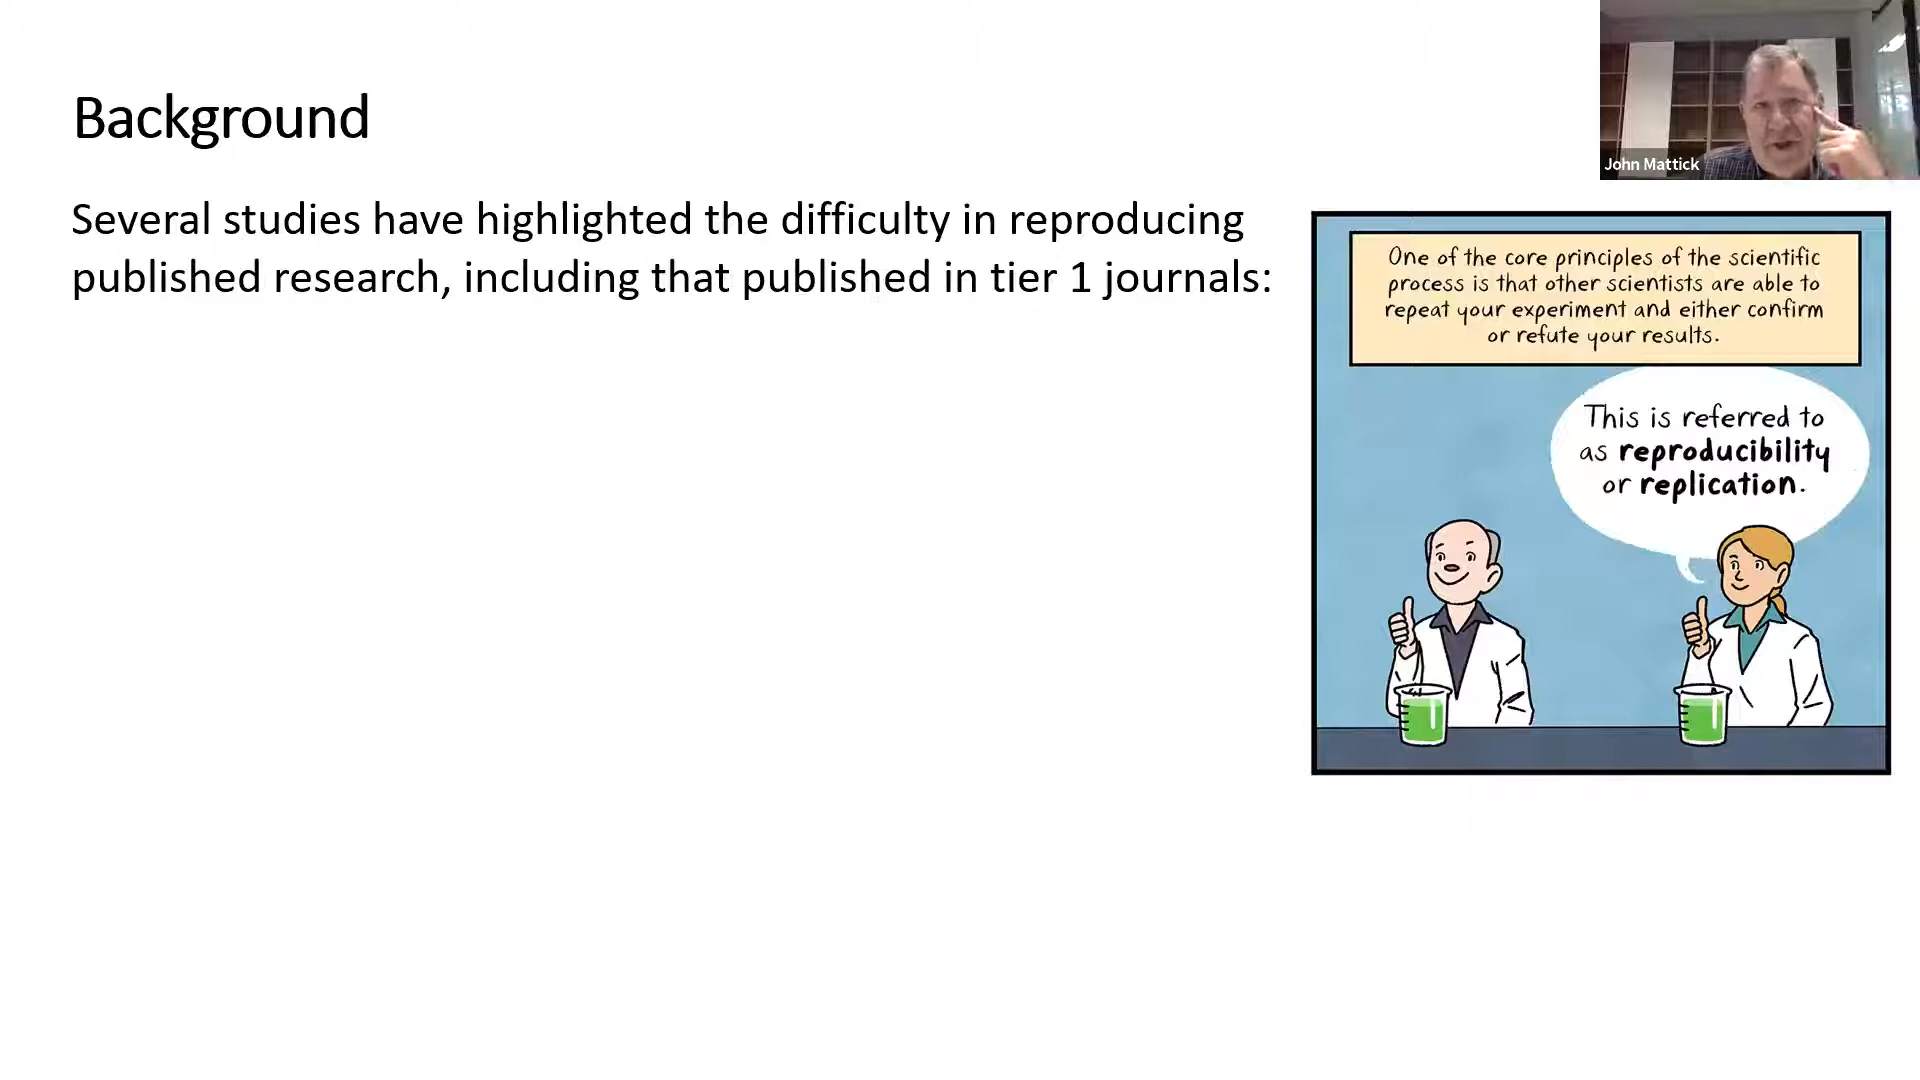 Background
John Mattick
Several studies have highlighted the difficulty in reproducing
published research, including that published in tier 1 journals:
One of the core principles of the scientific
process is that other scientists are able to
repeat your experiment and either confirm
or refute your results.
This is referred to
as reproducibility
or replication.